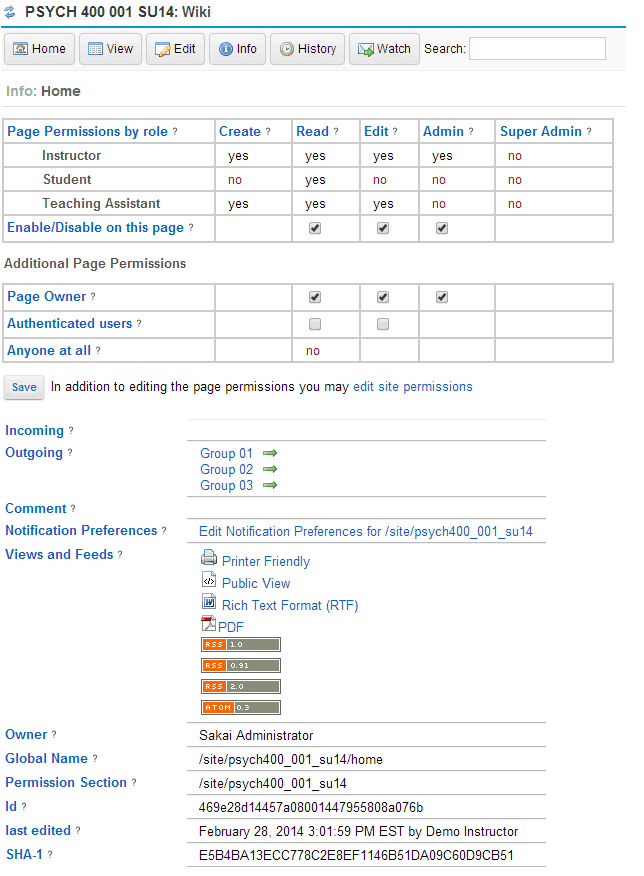 PSYCH 400 001 SU14: Wiki
Home View Edit Info History Watch Search:
Info: Home
Page Permissions by role ? Create ? Read ? Edit ? Admin ? Super Admin ?
Instructor yes yes yes yes no
Student no yes no no no
Teaching Assistant yes yes yes no no
Enable/Disable on this page ?
Additional Page Permissions
Page Owner ?
Authenticated users ?
Anyone at all ? no
Save In addition to editing the page permissions you may edit site permissions
Incoming ?
Outgoing ? Group 01
Group 02
Group 03
Comment ?
Notification Preferences ? Edit Notification Preferences for /site/psych400_001_su14
Views and Feeds ? Printer Friendly
Public View
Rich Text Format (RTF)
PDF
RSS 1.0
RSS 0.91
RSS 2.0
ATOM 0.3
Owner ? Sakai Administrator
Global Name ? /site/psych400_001_su14/home
Permission Section ? /site/psych400_001_su14
Id ? 469e28d14457a08001447955808a076b
last edited ? February 28, 2014 3:01:59 PM EST by Demo Instructor
SHA-1 ? E5B4BA13ECC778C2E8EF1146B51DA09C60D9CB51